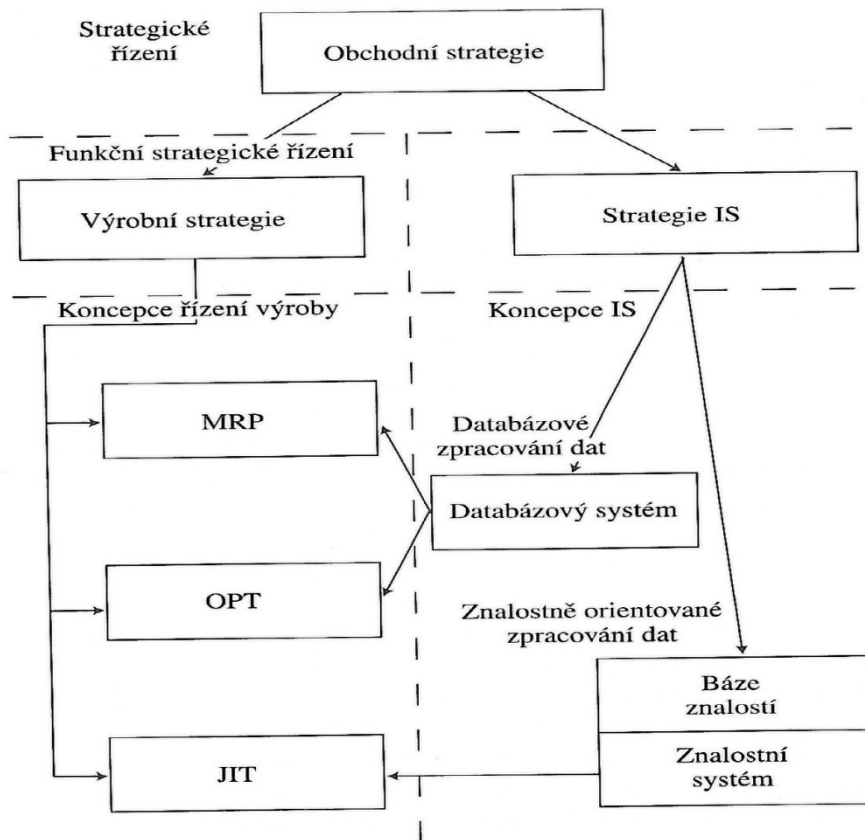 Strategické
řízení
Obchodní strategie
Funkční strategické řízení
Výrobní strategie
Strategie IS
Koncepce řízení výroby
Koncepce IS
MRP
Databázové
zpracování dat
Databázový systém
OPT
Znalostně orientované
zpracování dat
Báze
znalostí
Znalostní
systém
JIT